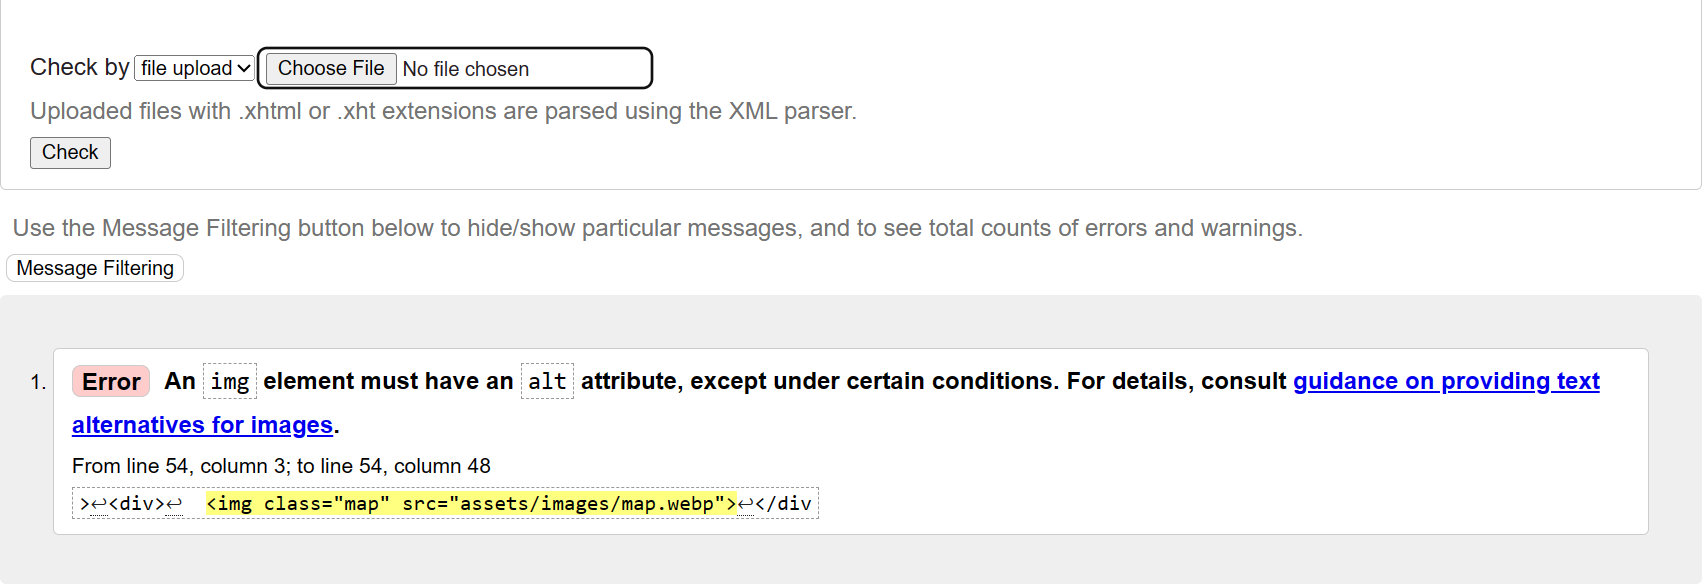 Check by file upload Choose File No file chosen
Uploaded files with .xhtml or .xht extensions are parsed using the XML parser.
Check
Use the Message Filtering button below to hide/show particular messages, and to see total counts of errors and warnings.
Message Filtering
1. Error An img element must have an alt attribute, except under certain conditions. For details, consult guidance on providing text
alternatives for images.
From line 54, column 3; to line 54, column 48
>↩<div>↩  <img class="map" src="assets/images/map.webp">↩</div